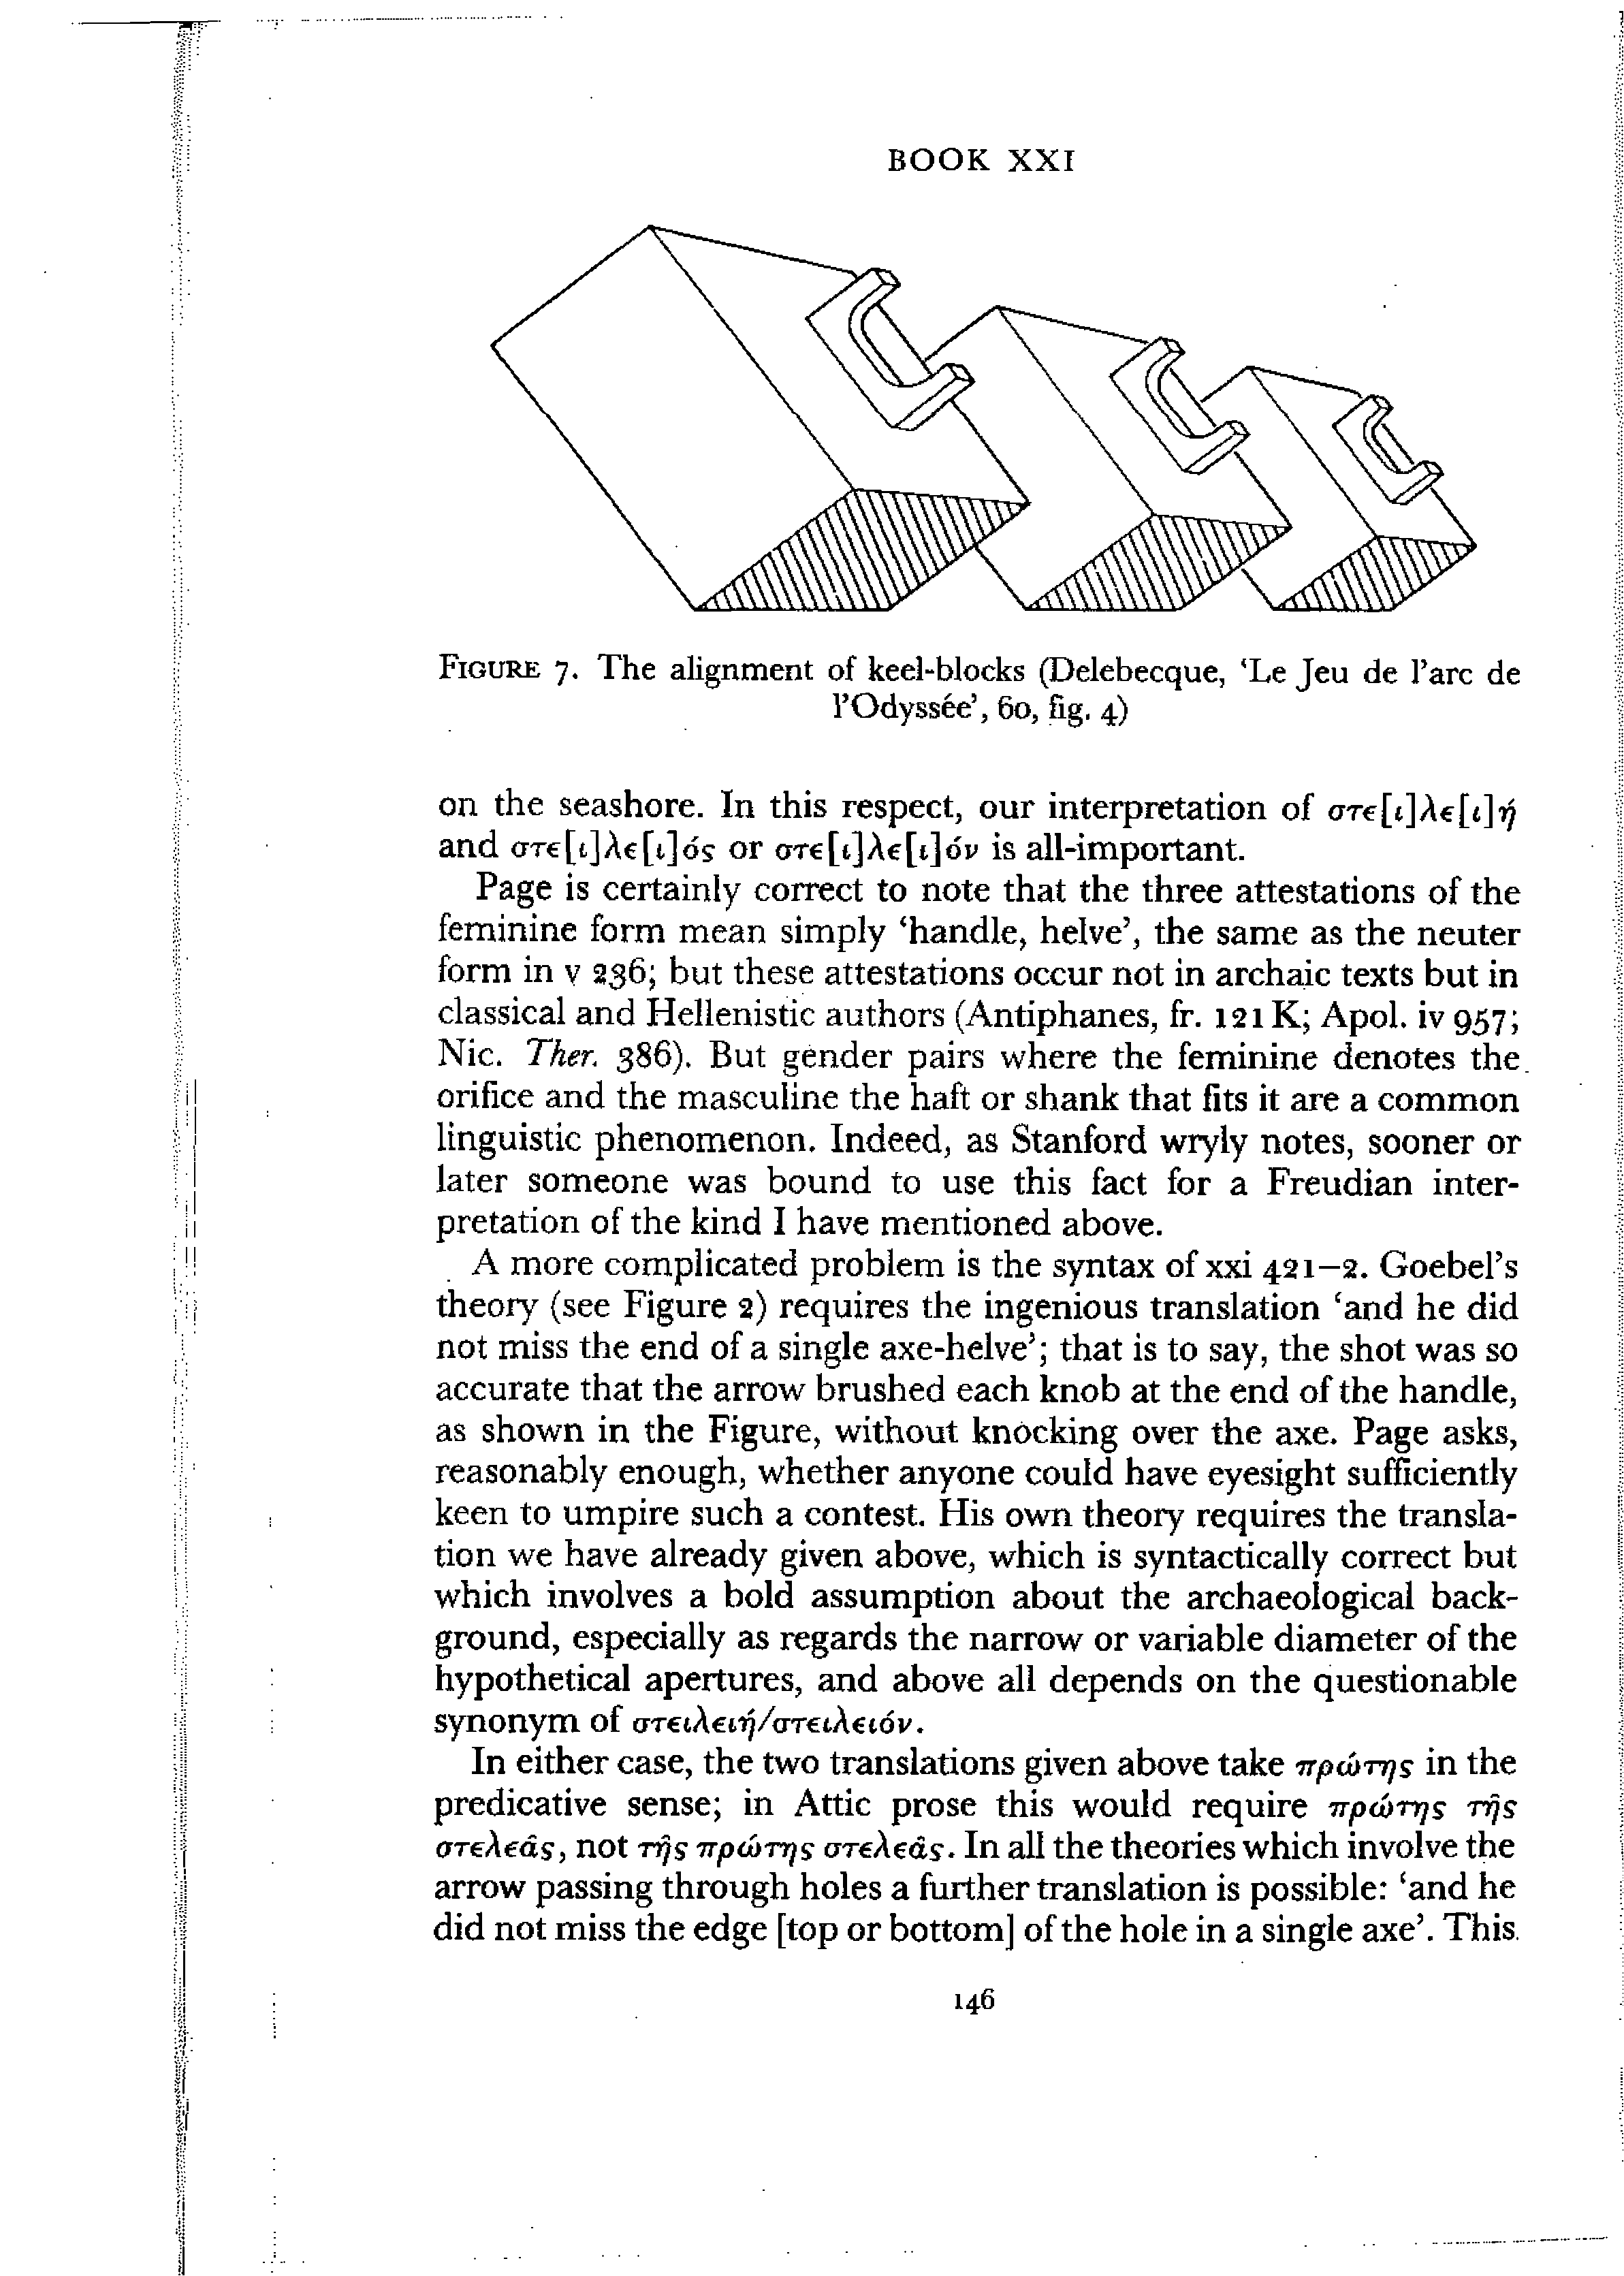 BOOK XXI
FIGURE 7. The alignment of keel-blocks (Delebecque, ‘Le Jeu de l’arc de
l’Odyssée’, 60, fig. 4)
on the seashore. In this respect, our interpretation of στε[ι]λε[ι]ή
and στε[ι]λε[ι]ός or στε[ι]λε[ι]όν is all-important.
Page is certainly correct to note that the three attestations of the
feminine form mean simply ‘handle, helve’, the same as the neuter
form in v 236; but these attestations occur not in archaic texts but in
classical and Hellenistic authors (Antiphanes, fr. 121 K; Apol. iv 957;
Nic. Ther. 386). But gender pairs where the feminine denotes the
orifice and the masculine the haft or shank that fits it are a common
linguistic phenomenon. Indeed, as Stanford wryly notes, sooner or
later someone was bound to use this fact for a Freudian inter-
pretation of the kind I have mentioned above.
A more complicated problem is the syntax of xxi 421–2. Goebel’s
theory (see Figure 2) requires the ingenious translation ‘and he did
not miss the end of a single axe-helve’; that is to say, the shot was so
accurate that the arrow brushed each knob at the end of the handle,
as shown in the Figure, without knocking over the axe. Page asks,
reasonably enough, whether anyone could have eyesight sufficiently
keen to umpire such a contest. His own theory requires the transla-
tion we have already given above, which is syntactically correct but
which involves a bold assumption about the archaeological back-
ground, especially as regards the narrow or variable diameter of the
hypothetical apertures, and above all depends on the questionable
synonym of στειλειή/στειλειόν.
In either case, the two translations given above take πρώτης in the
predicative sense; in Attic prose this would require πρώτης τῆς
στελεᾶς, not τῆς πρώτης στελεᾶς. In all the theories which involve the
arrow passing through holes a further translation is possible: ‘and he
did not miss the edge [top or bottom] of the hole in a single axe’. This
146